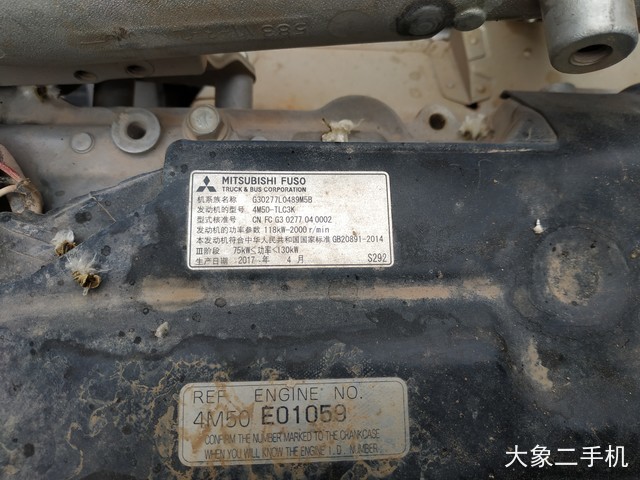 MITSUBISHI FUSO
TRUCK & BUS CORPORATION
机系族名称 G30277L0489M5B
发动机的型号 4M50-TLC3K
型式核准号 CN FC G3 0277 04 0002
发动机的功率参数 118kW-2000 r/min
本发动机符合中华人民共和国国家标准 GB20891-2014
Ⅲ阶段 75kW≤功率<130kW
生产日期 2017 年 4 月 S292
REF. ENGINE NO.
4M50 E01059
CONFIRM THE NUMBER MARKED TO THE CRANKCASE
WHEN YOU WILL KNOW THE ENGINE I.D. NUMBER
大象二手机